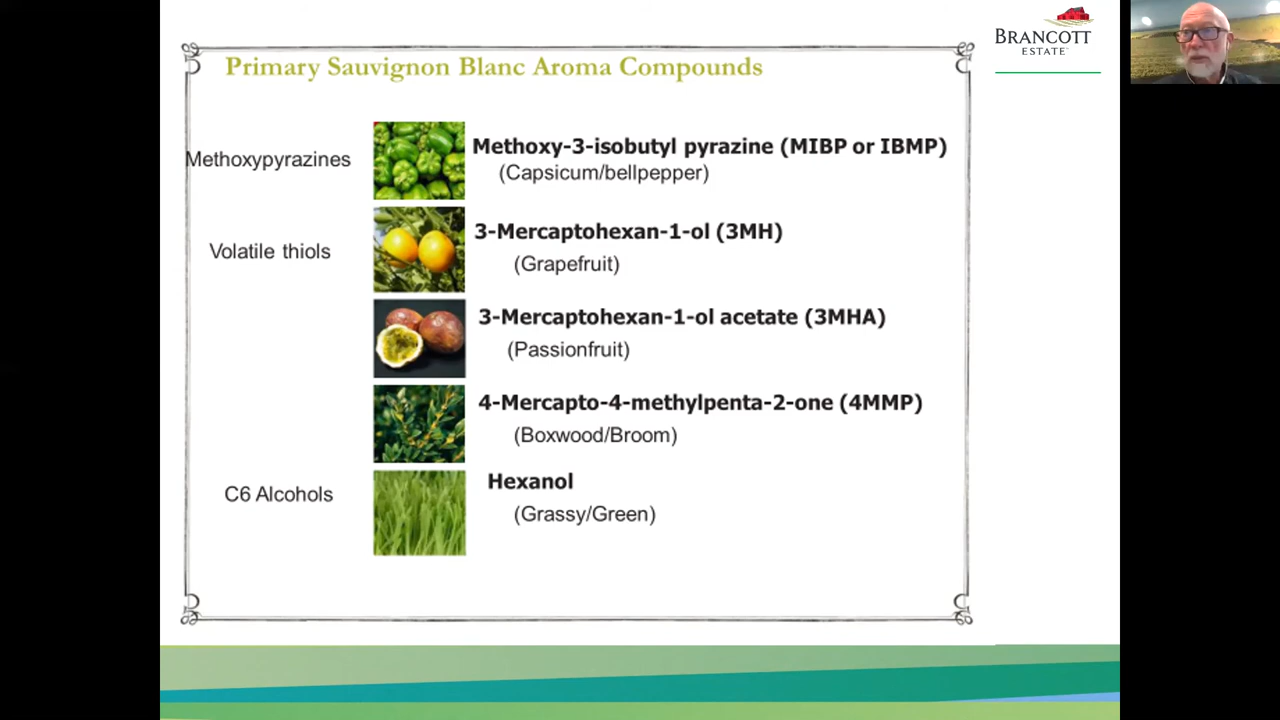 BRANCOTT
ESTATE
Primary Sauvignon Blanc Aroma Compounds
Methoxypyrazines
Methoxy-3-isobutyl pyrazine (MIBP or IBMP)
(Capsicum/bellpepper)
Volatile thiols
3-Mercaptohexan-1-ol (3MH)
(Grapefruit)
3-Mercaptohexan-1-ol acetate (3MHA)
(Passionfruit)
4-Mercapto-4-methylpenta-2-one (4MMP)
(Boxwood/Broom)
C6 Alcohols
Hexanol
(Grassy/Green)